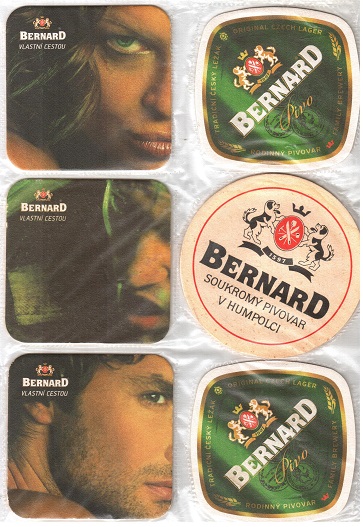 BERNARD
VLASTNÍ CESTOU
ORIGINAL CZECH LAGER
TRADIČNÍ ČESKÝ LEŽÁK
BERNARD
Pivo
FAMILY BREWERY
RODINNÝ PIVOVAR
BERNARD
VLASTNÍ CESTOU
1597
BERNARD
SOUKROMÝ PIVOVAR
V HUMPOLCI
BERNARD
VLASTNÍ CESTOU
ORIGINAL CZECH LAGER
TRADIČNÍ ČESKÝ LEŽÁK
BERNARD
Pivo
FAMILY BREWERY
RODINNÝ PIVOVAR